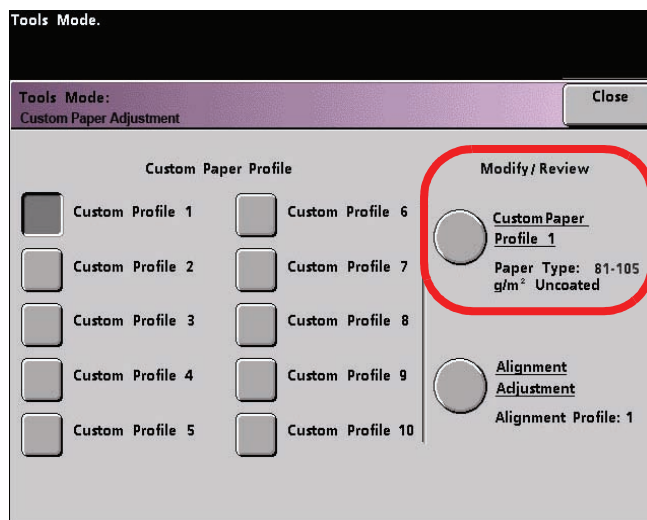 Tools Mode.
Tools Mode:
Close
Custom Paper Adjustment
Custom Paper Profile
Custom Profile 1
Custom Profile 2
Custom Profile 3
Custom Profile 4
Custom Profile 5
Custom Profile 6
Custom Profile 7
Custom Profile 8
Custom Profile 9
Custom Profile 10
Modify/Review
Custom Paper
Profile 1
Paper Type: 81-105
g/m² Uncoated
Alignment
Adjustment
Alignment Profile: 1